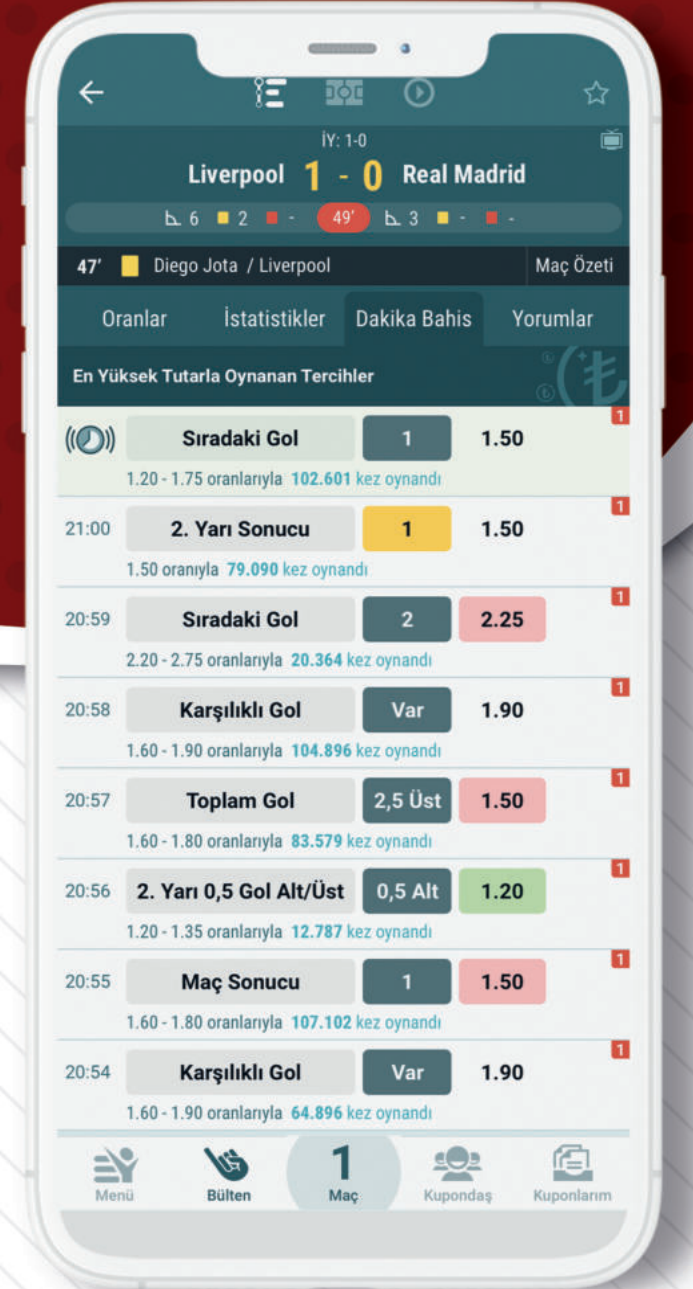 İY: 1-0
Liverpool 1 - 0 Real Madrid
6 2 - 49' 3 - -
47' Diego Jota / Liverpool Maç Özeti
Oranlar İstatistikler Dakika Bahis Yorumlar
En Yüksek Tutarla Oynanan Tercihler
Sıradaki Gol 1 1.50 1
1.20 - 1.75 oranlarıyla 102.601 kez oynandı
21:00 2. Yarı Sonucu 1 1.50 1
1.50 oranıyla 79.090 kez oynandı
20:59 Sıradaki Gol 2 2.25 1
2.20 - 2.75 oranlarıyla 20.364 kez oynandı
20:58 Karşılıklı Gol Var 1.90 1
1.60 - 1.90 oranlarıyla 104.896 kez oynandı
20:57 Toplam Gol 2,5 Üst 1.50 1
1.60 - 1.80 oranlarıyla 83.579 kez oynandı
20:56 2. Yarı 0,5 Gol Alt/Üst 0,5 Alt 1.20 1
1.20 - 1.35 oranlarıyla 12.787 kez oynandı
20:55 Maç Sonucu 1 1.50 1
1.60 - 1.80 oranlarıyla 107.102 kez oynandı
20:54 Karşılıklı Gol Var 1.90 1
1.60 - 1.90 oranlarıyla 64.896 kez oynandı
1
Menü Bülten Maç Kupondaş Kuponlarım